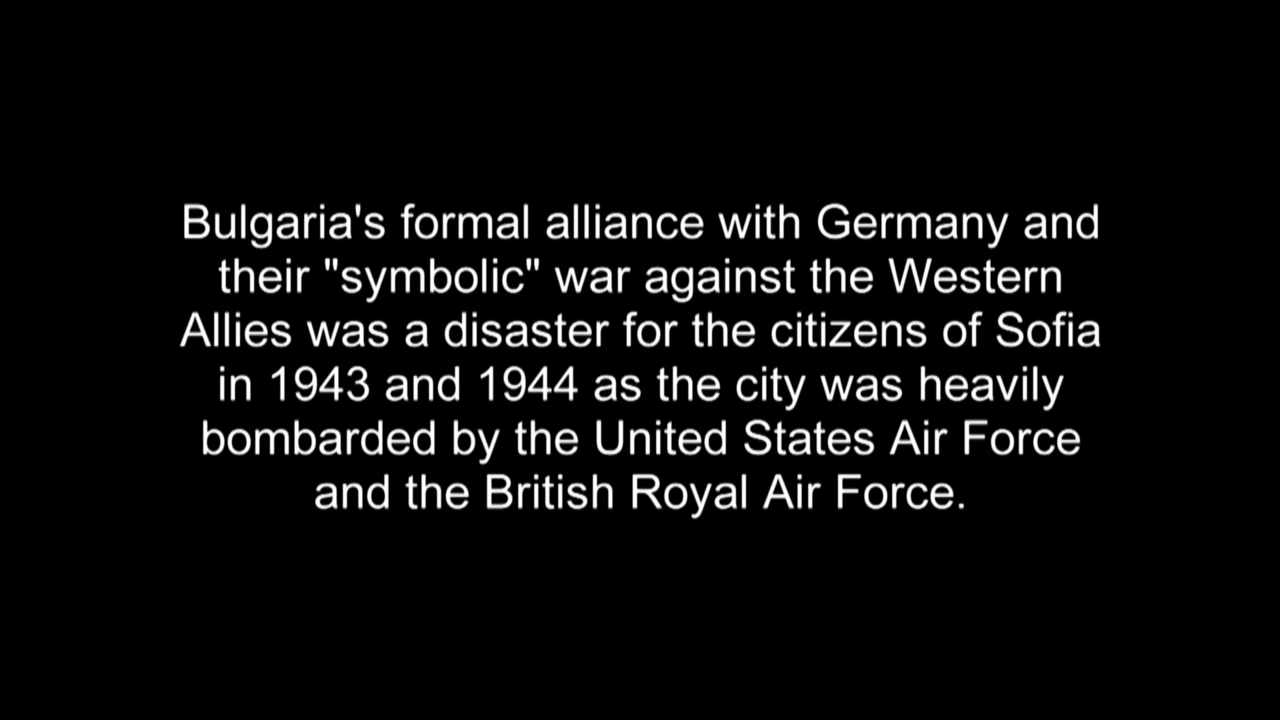 Bulgaria's formal alliance with Germany and
their "symbolic" war against the Western
Allies was a disaster for the citizens of Sofia
in 1943 and 1944 as the city was heavily
bombarded by the United States Air Force
and the British Royal Air Force.